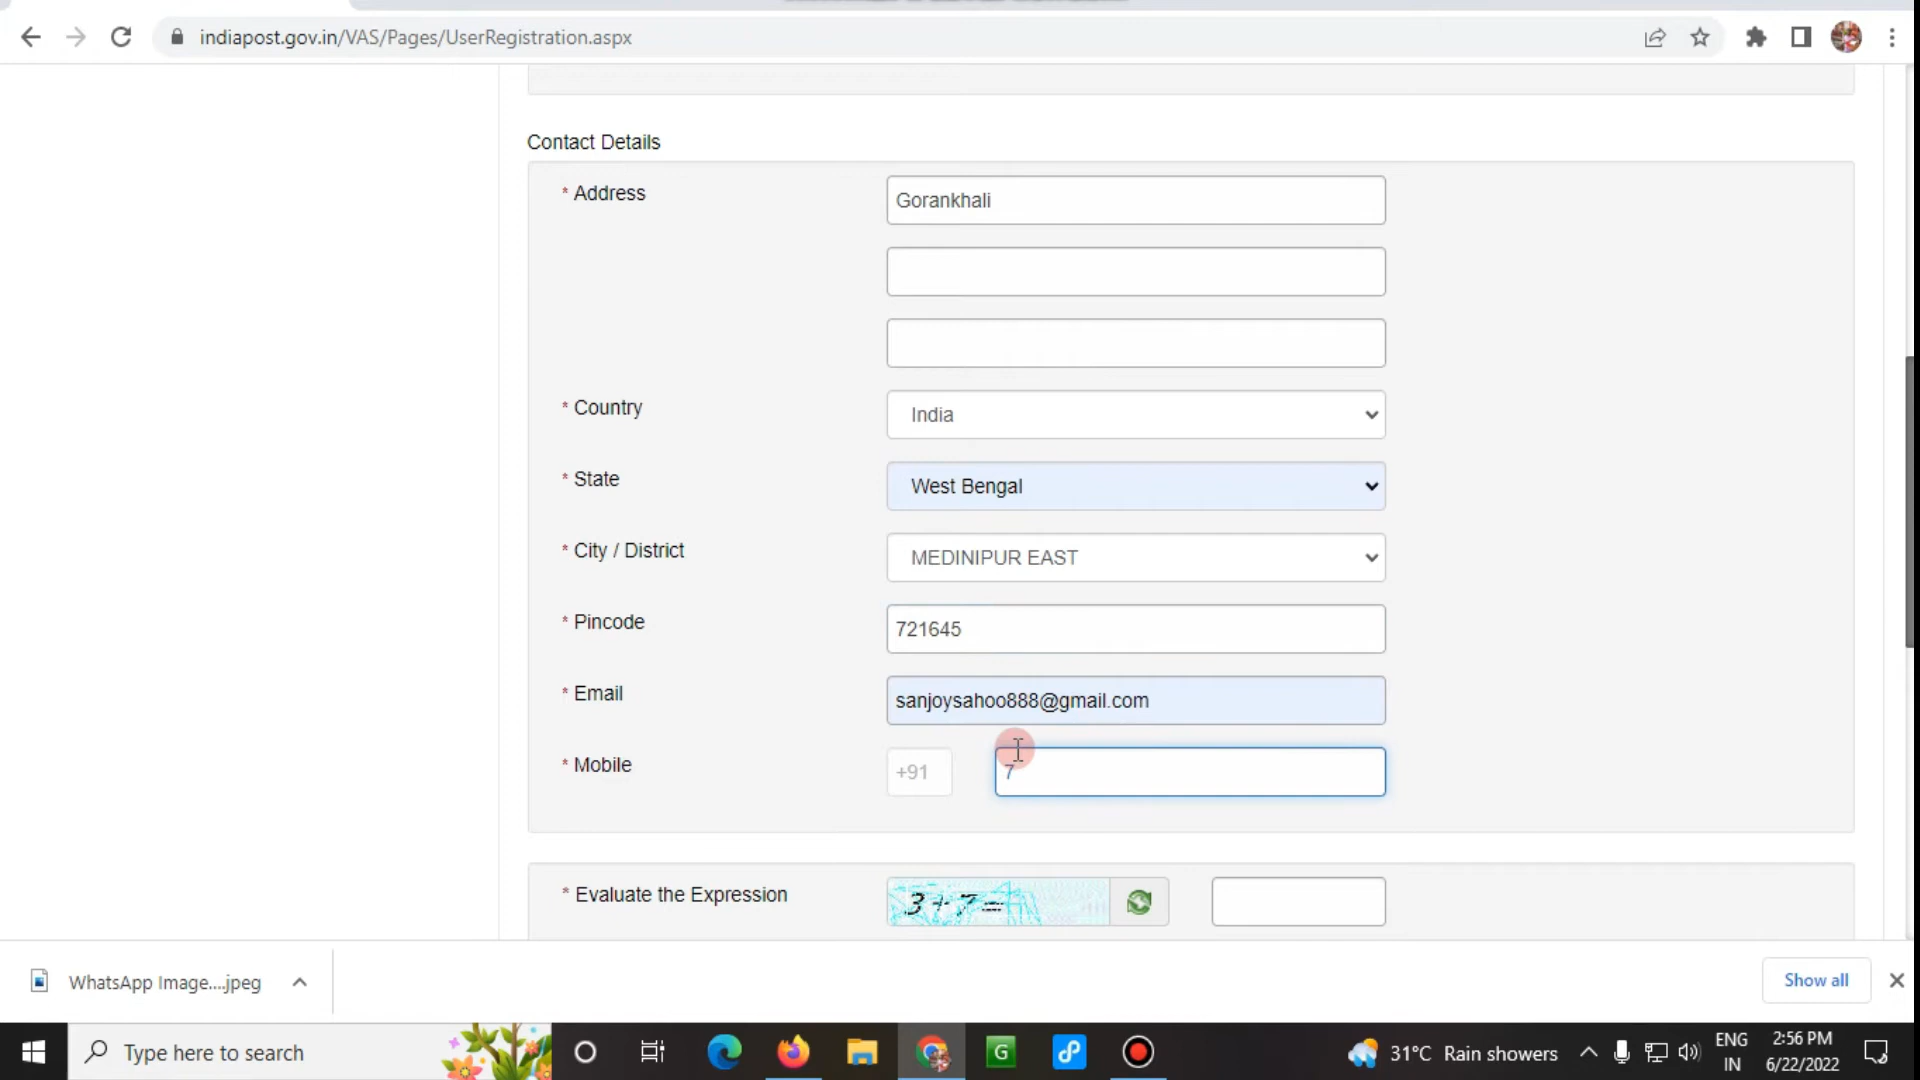 indiapost.gov.in/VAS/Pages/UserRegistration.aspx
Contact Details
* Address
Gorankhali
* Country
India
* State
West Bengal
* City / District
MEDINIPUR EAST
* Pincode
721645
* Email
sanjoysahoo888@gmail.com
* Mobile
+91
7
* Evaluate the Expression
3+7=
WhatsApp Image....jpeg
Show all
Type here to search
G
31°C Rain showers
ENG
IN
2:56 PM
6/22/2022